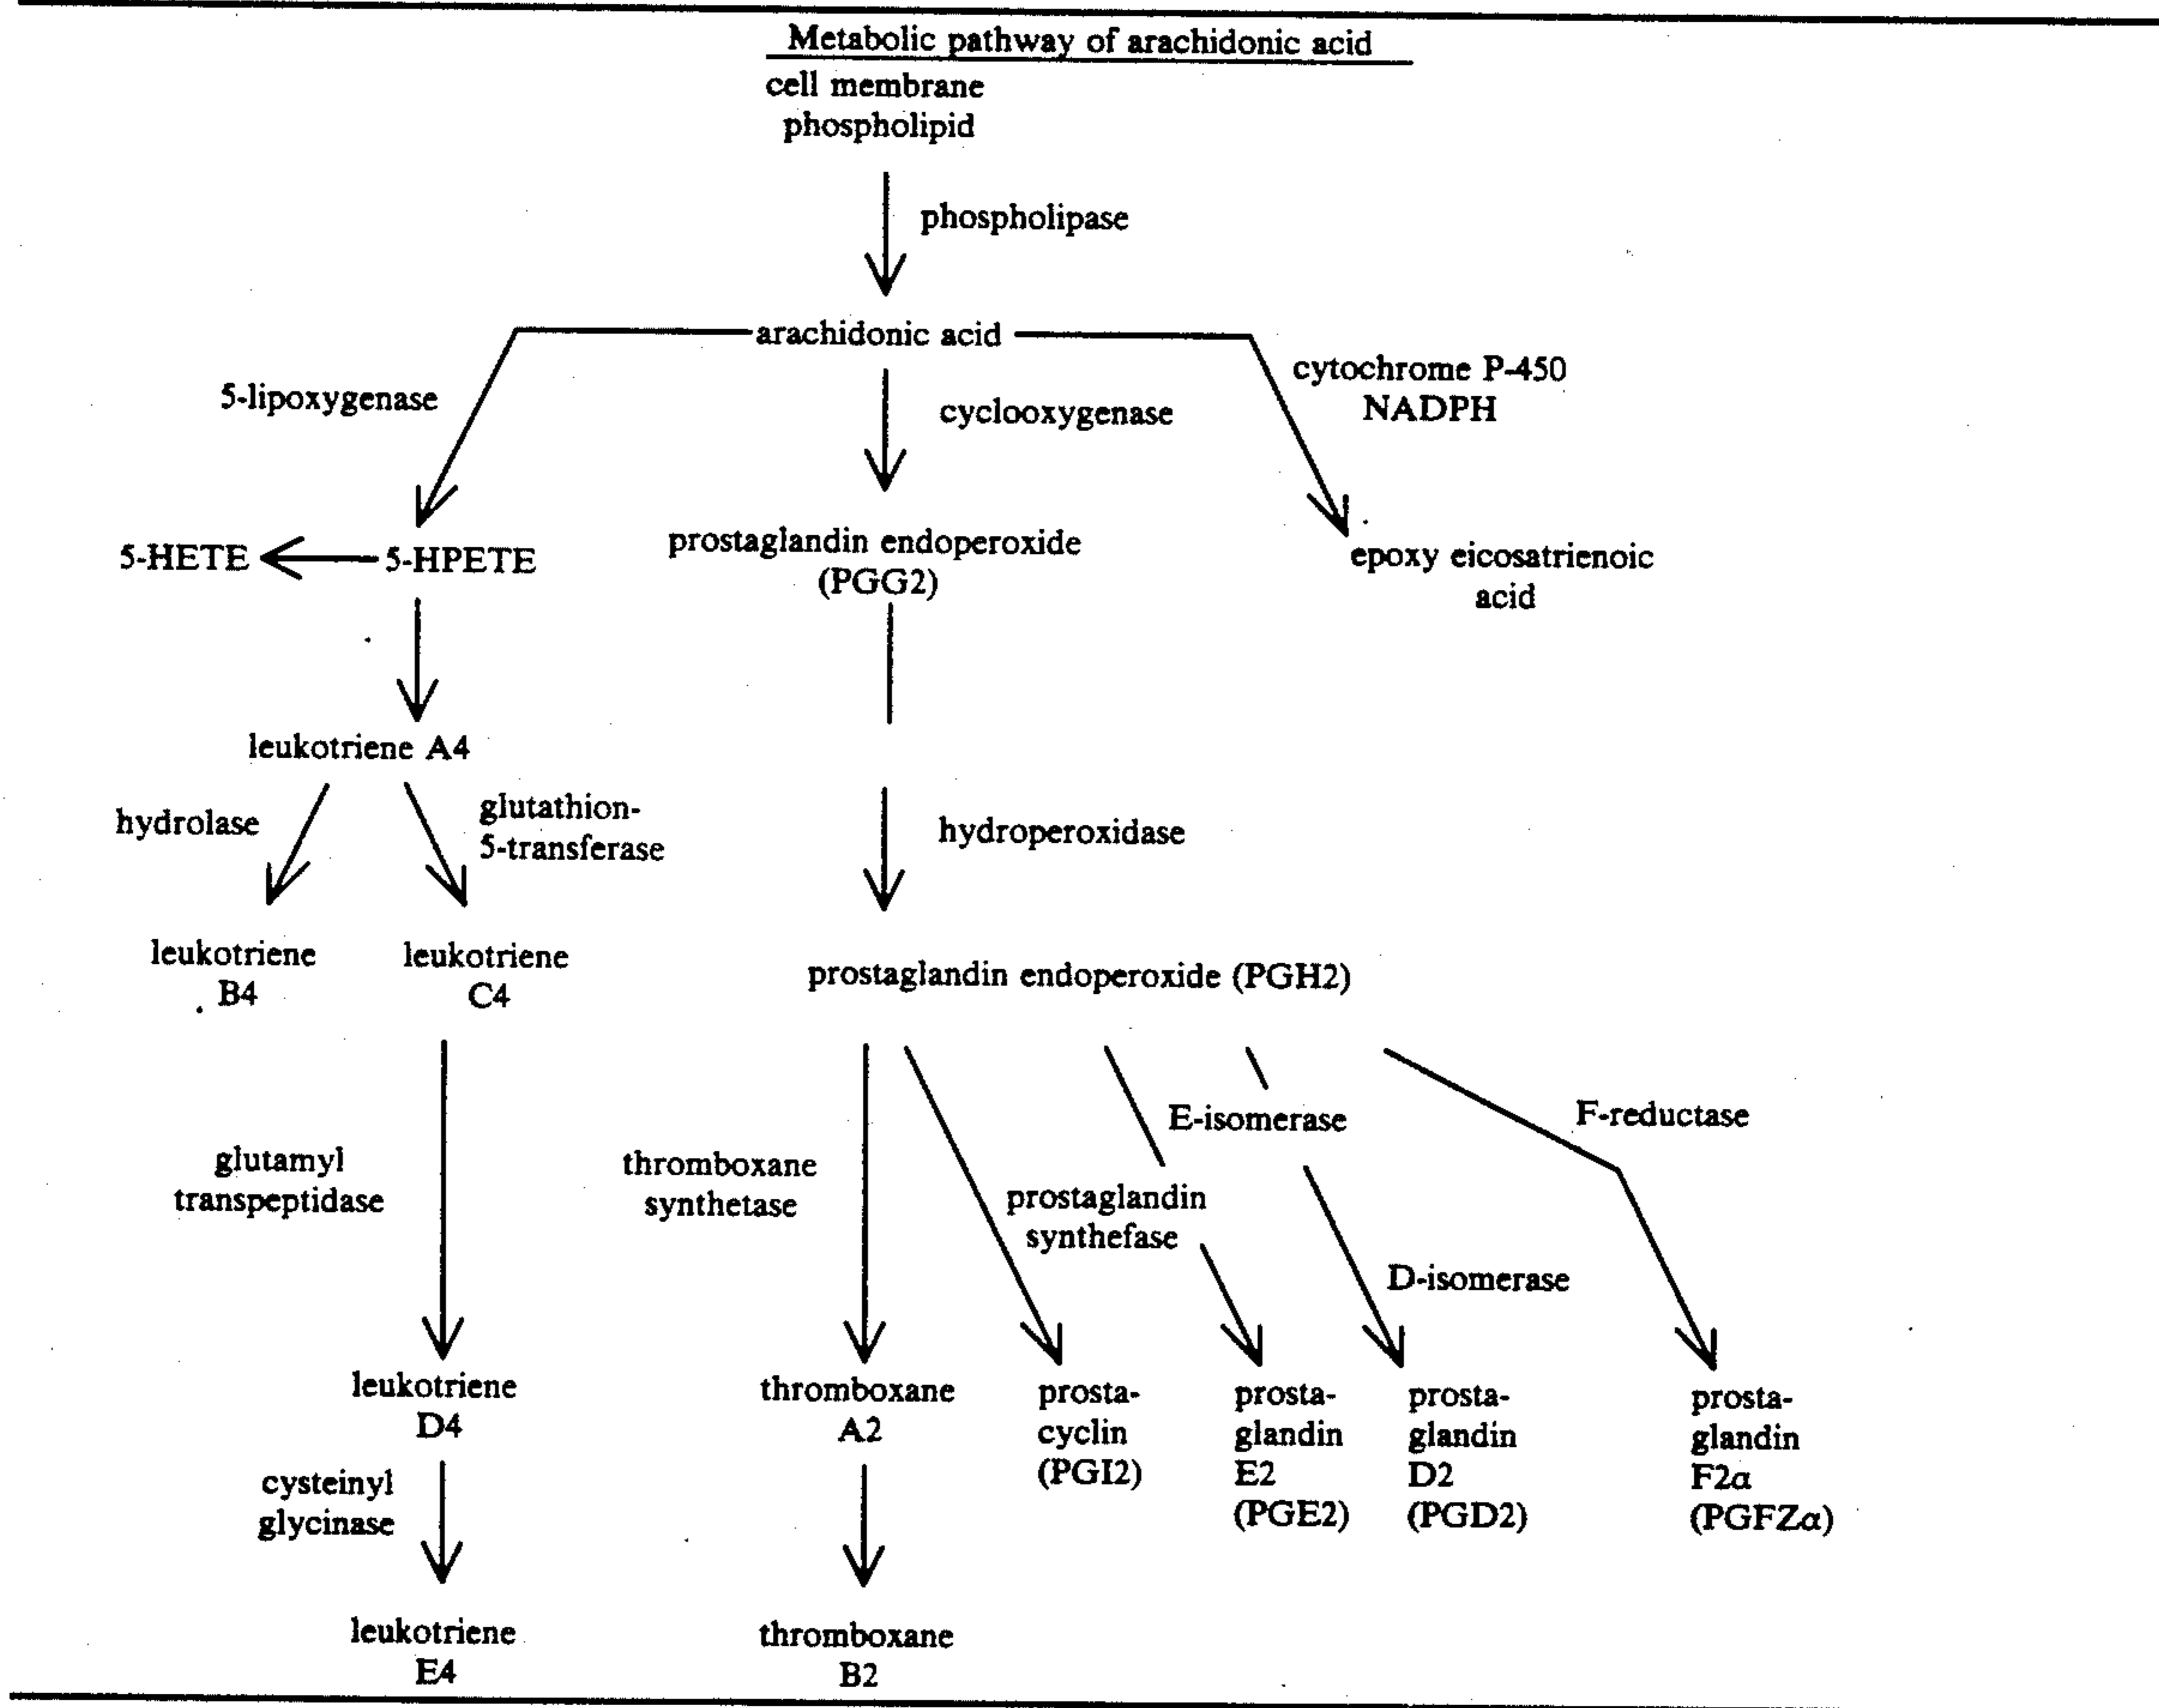 Metabolic pathway of arachidonic acid
cell membrane
phospholipid
phospholipase
arachidonic acid
5-lipoxygenase
cyclooxygenase
cytochrome P-450
NADPH
5-HETE
5-HPETE
prostaglandin endoperoxide
(PGG2)
epoxy eicosatrienoic
acid
leukotriene A4
hydrolase
glutathion-
5-transferase
hydroperoxidase
leukotriene
B4
leukotriene
C4
prostaglandin endoperoxide (PGH2)
glutamyl
transpeptidase
thromboxane
synthetase
prostaglandin
synthefase
E-isomerase
D-isomerase
F-reductase
leukotriene
D4
thromboxane
A2
prosta-
cyclin
(PGI2)
prosta-
glandin
E2
(PGE2)
prosta-
glandin
D2
(PGD2)
prosta-
glandin
F2α
(PGFZα)
cysteinyl
glycinase
leukotriene
E4
thromboxane
B2